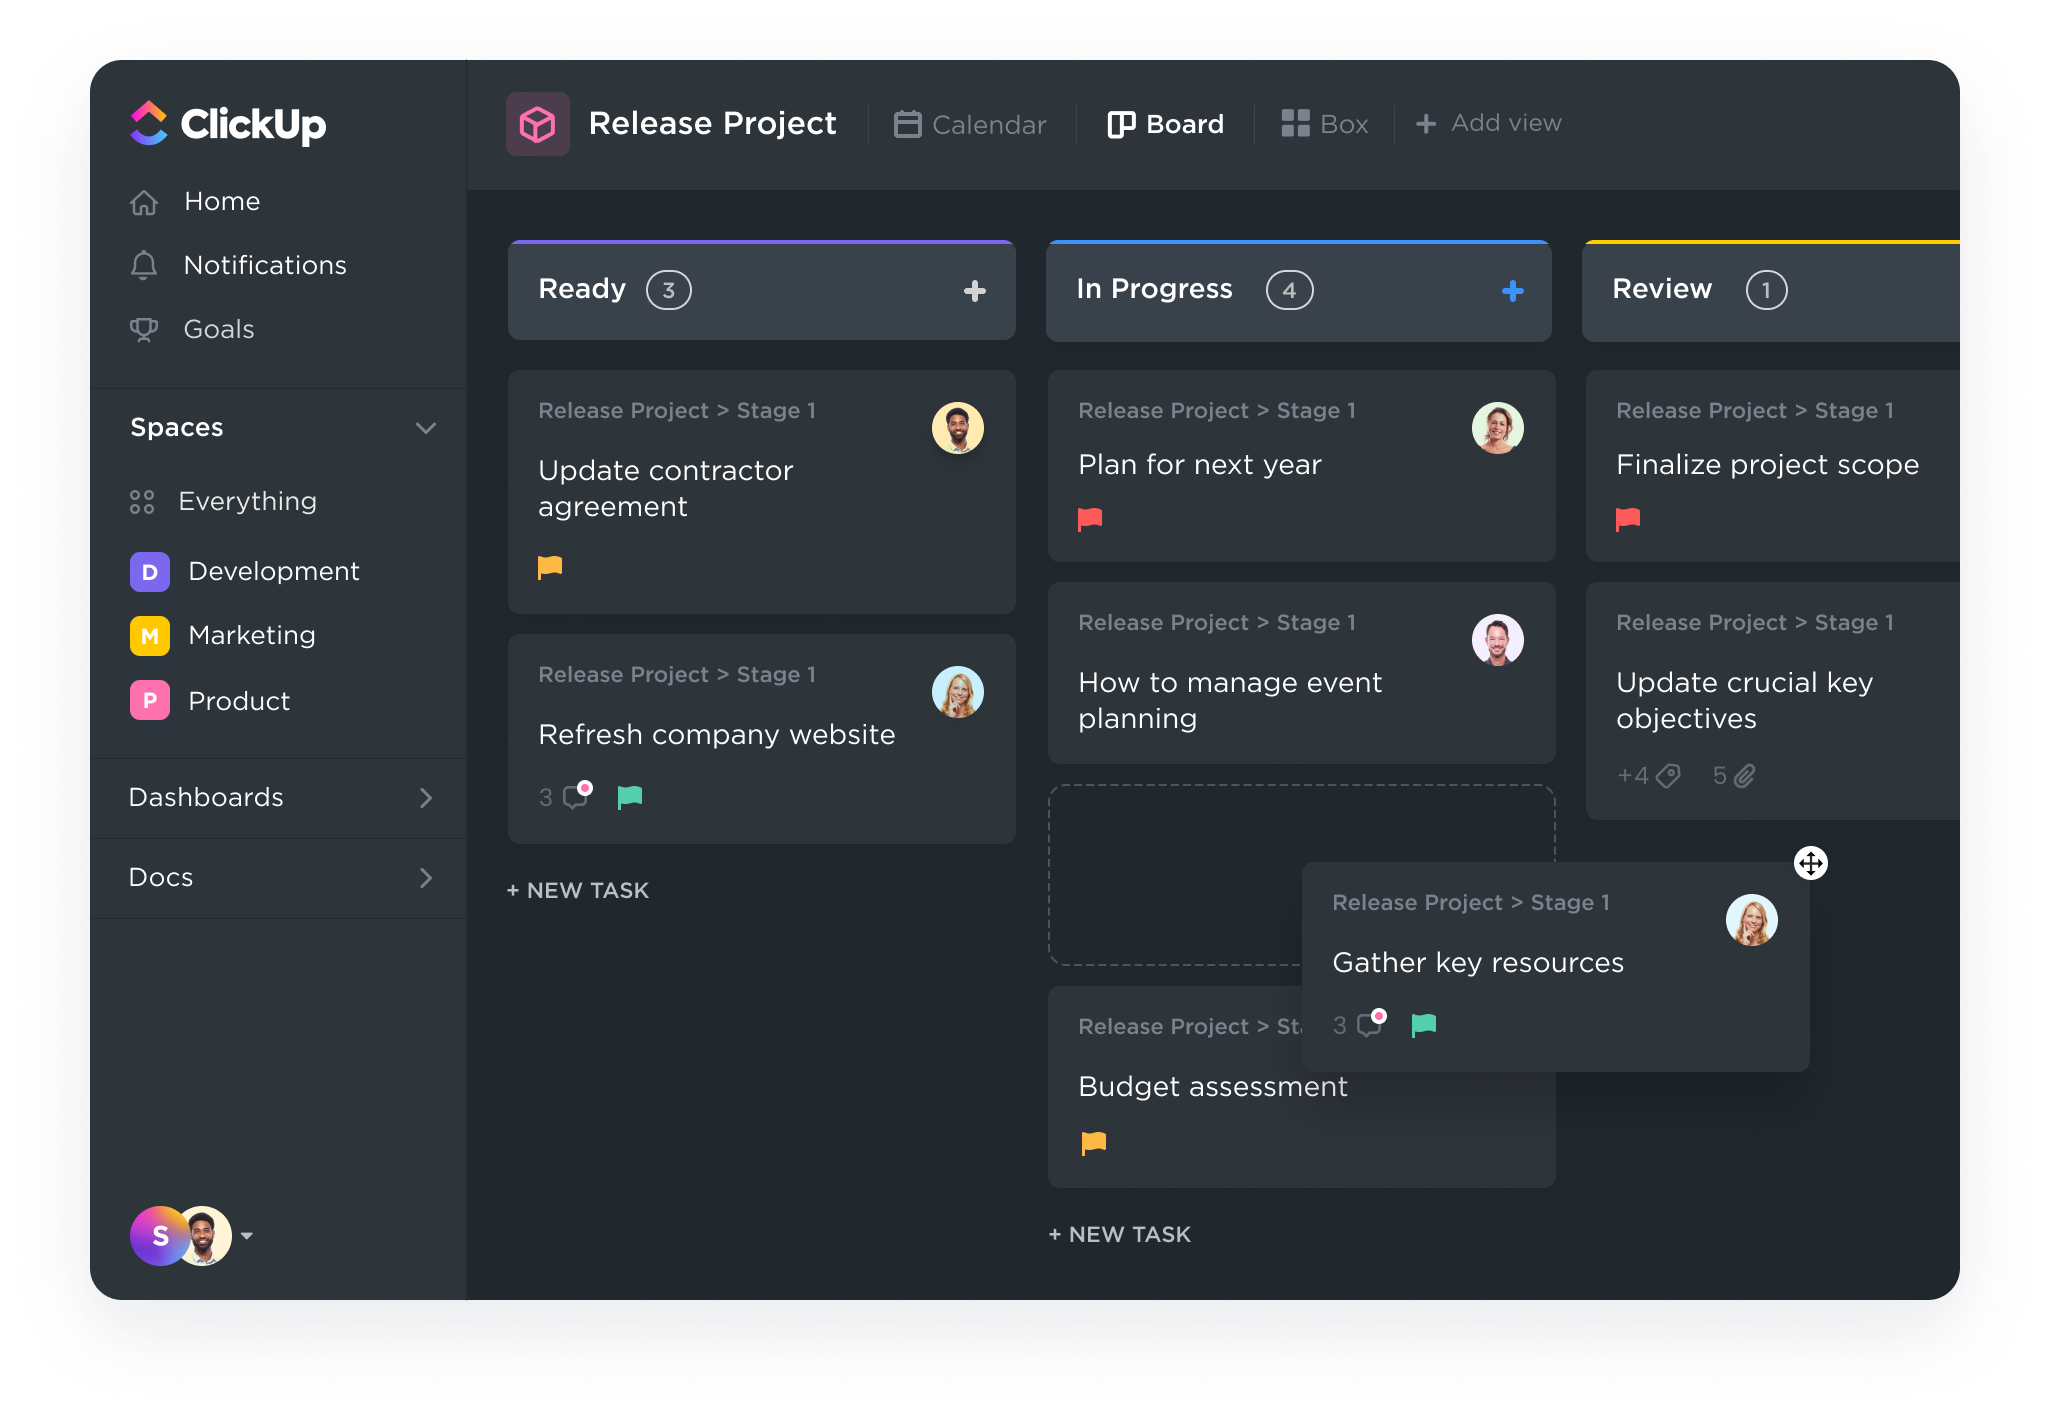 ClickUp
Home
Notifications
Goals
Spaces
Everything
D Development
M Marketing
P Product
Dashboards
Docs
S
Release Project
Calendar
Board
Box
+ Add view
Ready 3 +
Release Project > Stage 1
Update contractor
agreement
Release Project > Stage 1
Refresh company website
3
+ NEW TASK
In Progress 4 +
Release Project > Stage 1
Plan for next year
Release Project > Stage 1
How to manage event
planning
Release Project > Sta
Budget assessment
+ NEW TASK
Review 1
Release Project > Stage 1
Finalize project scope
Release Project > Stage 1
Update crucial key
objectives
+4 5
Release Project > Stage 1
Gather key resources
3